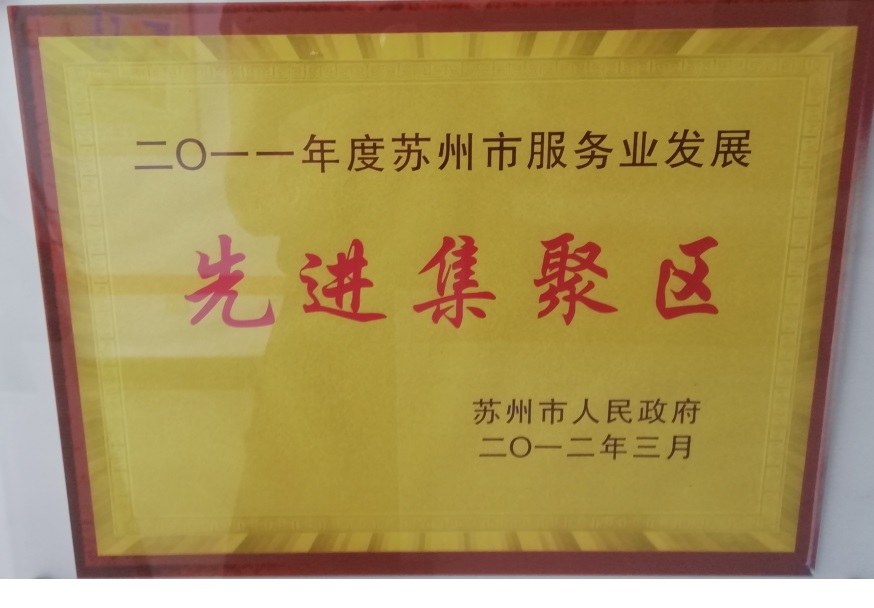 二〇一一年度苏州市服务业发展
先进集聚区
苏州市人民政府
二〇一二年三月